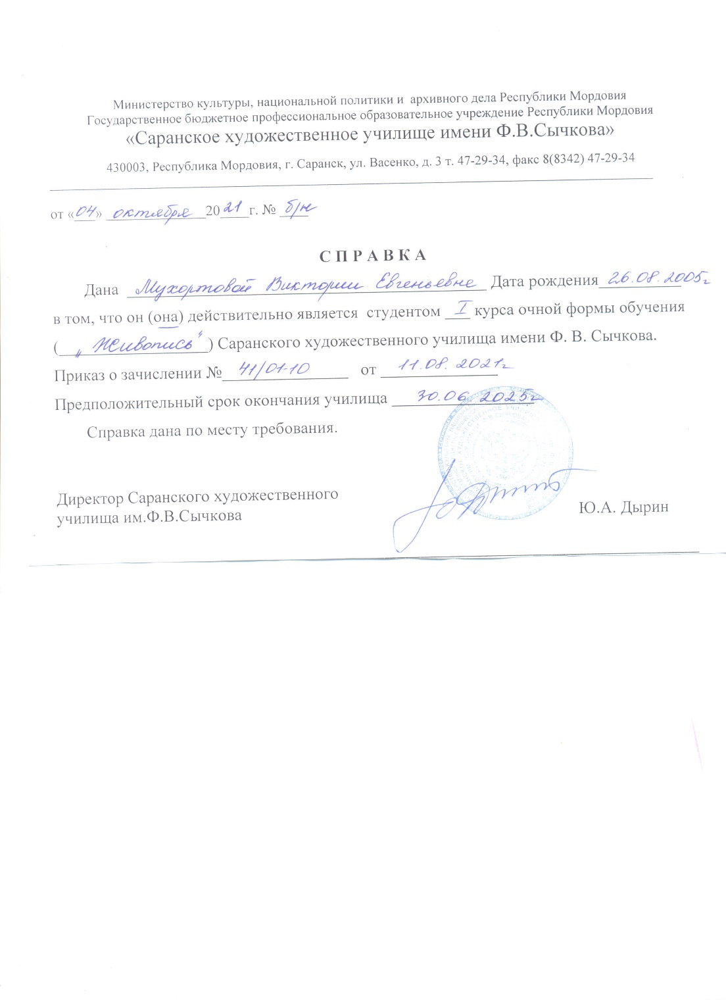 Министерство культуры, национальной политики и архивного дела Республики Мордовия
Государственное бюджетное профессиональное образовательное учреждение Республики Мордовия
«Саранское художественное училище имени Ф.В.Сычкова»
430003, Республика Мордовия, г. Саранск, ул. Васенко, д. 3 т. 47-29-34, факс 8(8342) 47-29-34
от «04» октября 2021 г. № б/н
СПРАВКА
Дана Мухортовой Виктории Евгеньевне Дата рождения 26.08.2005г
в том, что он (она) действительно является студентом I курса очной формы обучения
( „Живопись" ) Саранского художественного училища имени Ф. В. Сычкова.
Приказ о зачислении № 41/01-10 от 11.08.2021г
Предположительный срок окончания училища 30.06.2025г
Справка дана по месту требования.
Директор Саранского художественного
училища им.Ф.В.Сычкова Ю.А. Дырин